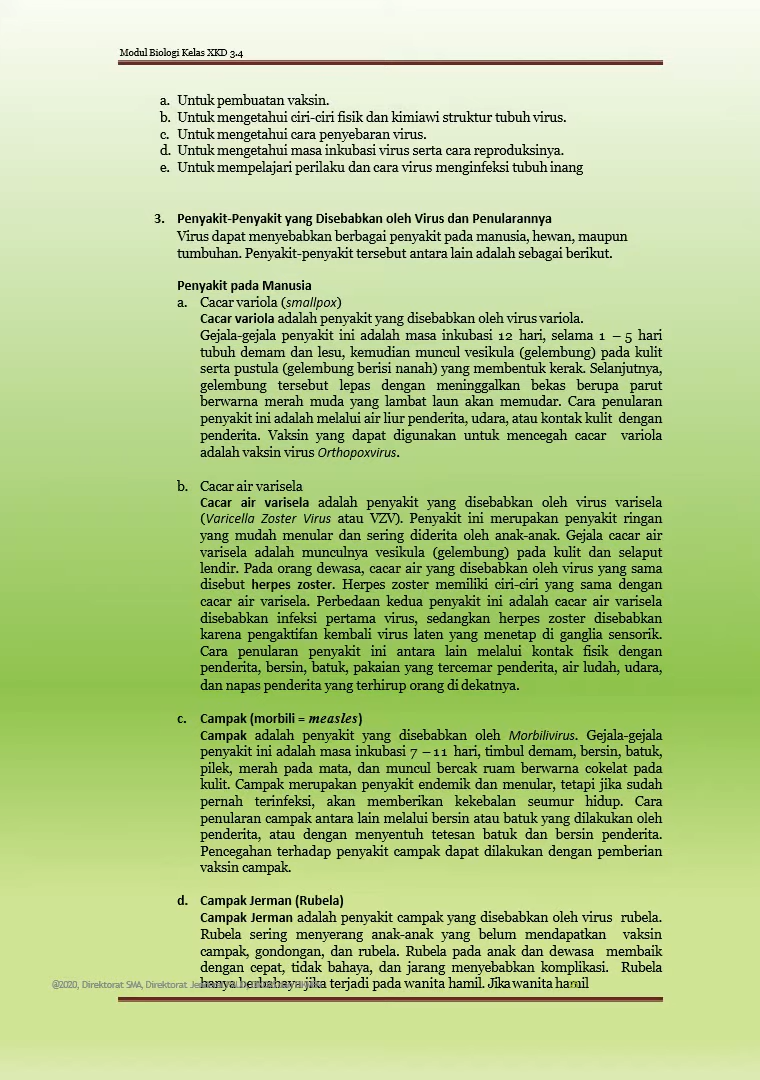 Modul Biologi Kelas XKD 3.4
a. Untuk pembuatan vaksin.
b. Untuk mengetahui ciri-ciri fisik dan kimiawi struktur tubuh virus.
c. Untuk mengetahui cara penyebaran virus.
d. Untuk mengetahui masa inkubasi virus serta cara reproduksinya.
e. Untuk mempelajari perilaku dan cara virus menginfeksi tubuh inang
3. Penyakit-Penyakit yang Disebabkan oleh Virus dan Penularannya
Virus dapat menyebabkan berbagai penyakit pada manusia, hewan, maupun
tumbuhan. Penyakit-penyakit tersebut antara lain adalah sebagai berikut.
Penyakit pada Manusia
a. Cacar variola (smallpox)
Cacar variola adalah penyakit yang disebabkan oleh virus variola.
Gejala-gejala penyakit ini adalah masa inkubasi 12 hari, selama 1 – 5 hari
tubuh demam dan lesu, kemudian muncul vesikula (gelembung) pada kulit
serta pustula (gelembung berisi nanah) yang membentuk kerak. Selanjutnya,
gelembung tersebut lepas dengan meninggalkan bekas berupa parut
berwarna merah muda yang lambat laun akan memudar. Cara penularan
penyakit ini adalah melalui air liur penderita, udara, atau kontak kulit dengan
penderita. Vaksin yang dapat digunakan untuk mencegah cacar variola
adalah vaksin virus Orthopoxvirus.
b. Cacar air varisela
Cacar air varisela adalah penyakit yang disebabkan oleh virus varisela
(Varicella Zoster Virus atau VZV). Penyakit ini merupakan penyakit ringan
yang mudah menular dan sering diderita oleh anak-anak. Gejala cacar air
varisela adalah munculnya vesikula (gelembung) pada kulit dan selaput
lendir. Pada orang dewasa, cacar air yang disebabkan oleh virus yang sama
disebut herpes zoster. Herpes zoster memiliki ciri-ciri yang sama dengan
cacar air varisela. Perbedaan kedua penyakit ini adalah cacar air varisela
disebabkan infeksi pertama virus, sedangkan herpes zoster disebabkan
karena pengaktifan kembali virus laten yang menetap di ganglia sensorik.
Cara penularan penyakit ini antara lain melalui kontak fisik dengan
penderita, bersin, batuk, pakaian yang tercemar penderita, air ludah, udara,
dan napas penderita yang terhirup orang di dekatnya.
c. Campak (morbili = measles)
Campak adalah penyakit yang disebabkan oleh Morbilivirus. Gejala-gejala
penyakit ini adalah masa inkubasi 7 – 11 hari, timbul demam, bersin, batuk,
pilek, merah pada mata, dan muncul bercak ruam berwarna cokelat pada
kulit. Campak merupakan penyakit endemik dan menular, tetapi jika sudah
pernah terinfeksi, akan memberikan kekebalan seumur hidup. Cara
penularan campak antara lain melalui bersin atau batuk yang dilakukan oleh
penderita, atau dengan menyentuh tetesan batuk dan bersin penderita.
Pencegahan terhadap penyakit campak dapat dilakukan dengan pemberian
vaksin campak.
d. Campak Jerman (Rubela)
Campak Jerman adalah penyakit campak yang disebabkan oleh virus rubela.
Rubela sering menyerang anak-anak yang belum mendapatkan vaksin
campak, gondongan, dan rubela. Rubela pada anak dan dewasa membaik
dengan cepat, tidak bahaya, dan jarang menyebabkan komplikasi. Rubela
hanya berbahaya jika terjadi pada wanita hamil. Jika wanita hamil
@2020, Direktorat SMA, Direktorat